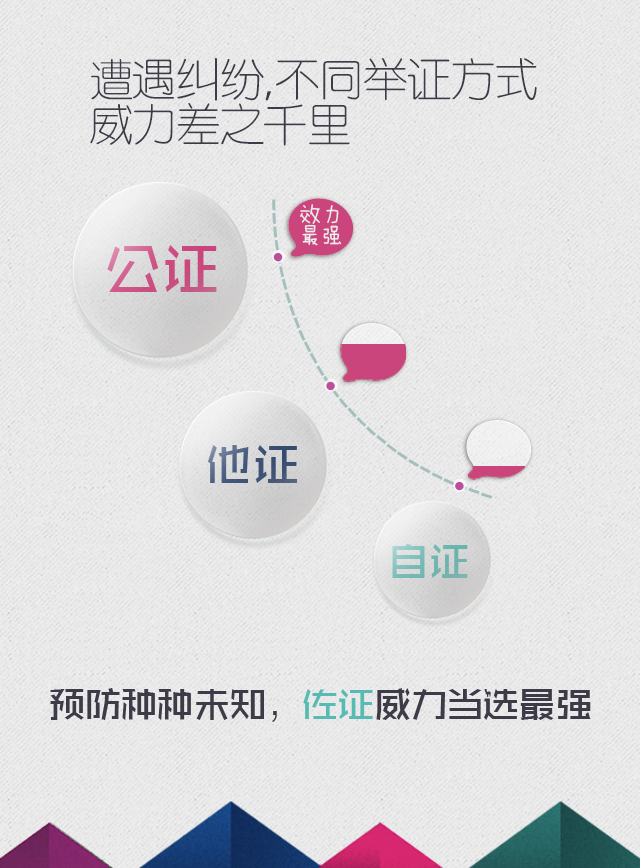 遭遇纠纷,不同举证方式
威力差之千里
效力
最强
公证
他证
自证
预防种种未知，佐证威力当选最强